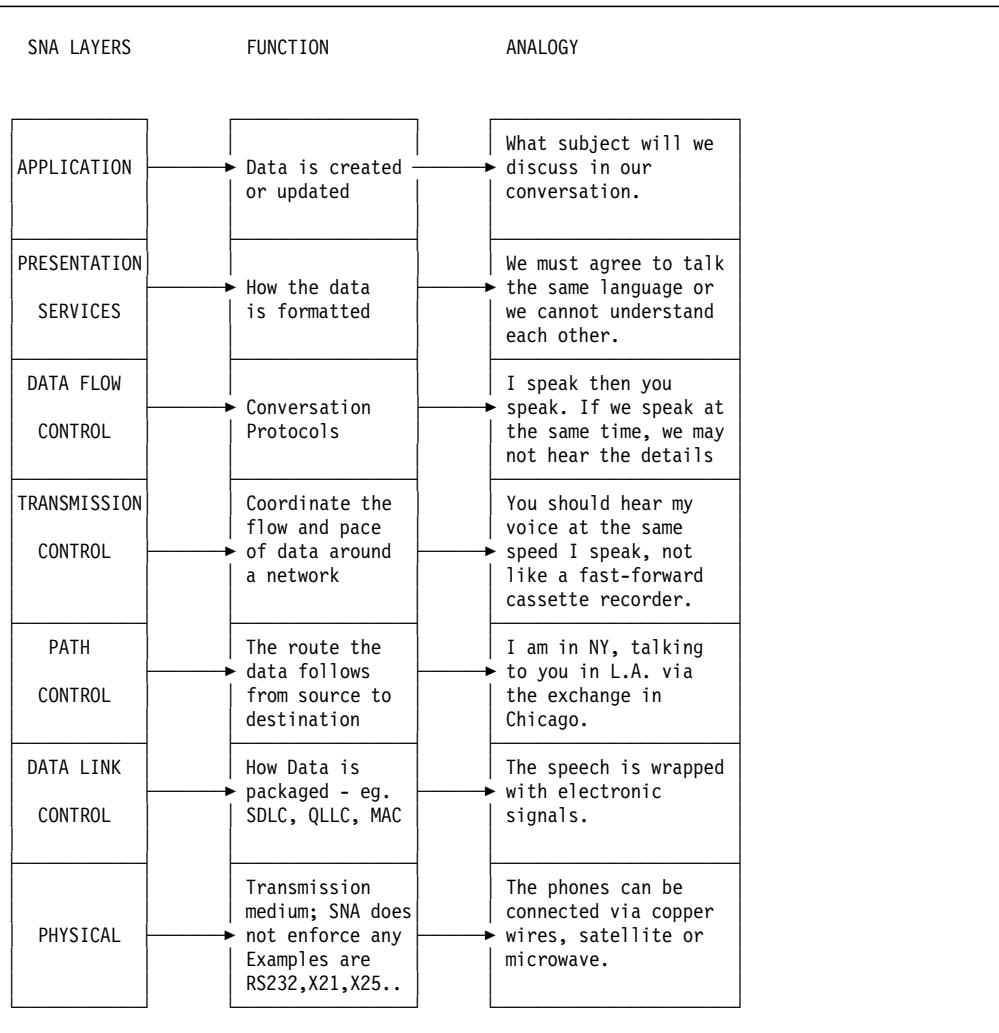 SNA LAYERS FUNCTION ANALOGY
APPLICATION
Data is created
or updated
What subject will we
discuss in our
conversation.
PRESENTATION
SERVICES
How the data
is formatted
We must agree to talk
the same language or
we cannot understand
each other.
DATA FLOW
CONTROL
Conversation
Protocols
I speak then you
speak. If we speak at
the same time, we may
not hear the details
TRANSMISSION
CONTROL
Coordinate the
flow and pace
of data around
a network
You should hear my
voice at the same
speed I speak, not
like a fast-forward
cassette recorder.
PATH
CONTROL
The route the
data follows
from source to
destination
I am in NY, talking
to you in L.A. via
the exchange in
Chicago.
DATA LINK
CONTROL
How Data is
packaged - eg.
SDLC, QLLC, MAC
The speech is wrapped
with electronic
signals.
PHYSICAL
Transmission
medium; SNA does
not enforce any
Examples are
RS232,X21,X25..
The phones can be
connected via copper
wires, satellite or
microwave.